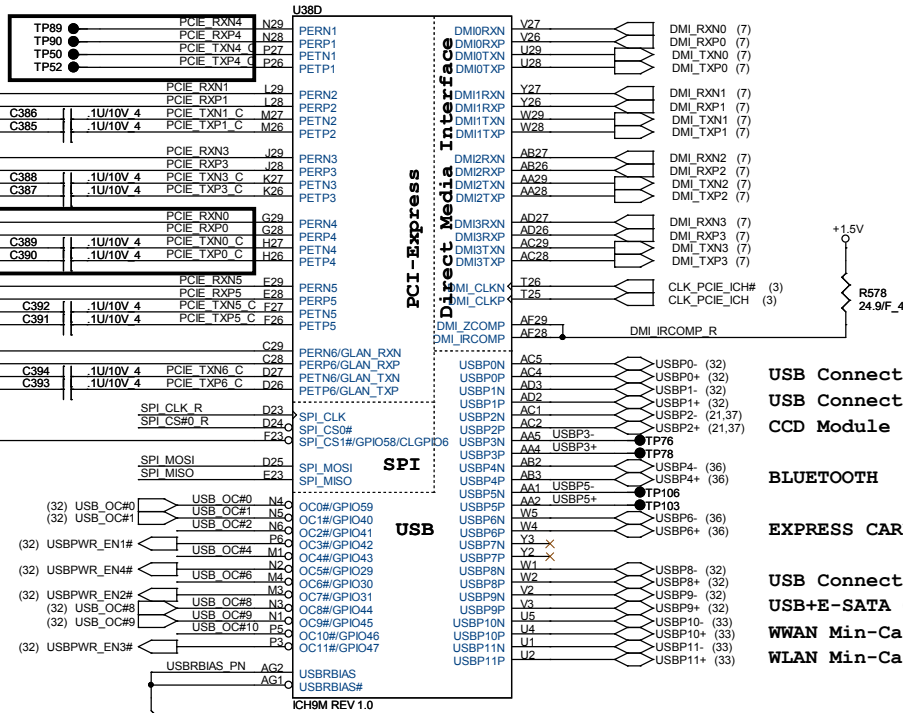 U38D
TP89 PCIE_RXN4 N29 PERN1 DMI0RXN V27 DMI_RXN0 (7)
TP90 PCIE_RXP4 N28 PERP1 DMI0RXP V26 DMI_RXP0 (7)
TP50 PCIE_TXN4_C P27 PETN1 DMI0TXN U29 DMI_TXN0 (7)
TP52 PCIE_TXP4_C P26 PETP1 DMI0TXP U28 DMI_TXP0 (7)
PCIE_RXN1 L29 PERN2 DMI1RXN Y27 DMI_RXN1 (7)
PCIE_RXP1 L28 PERP2 DMI1RXP Y26 DMI_RXP1 (7)
C386 .1U/10V_4 PCIE_TXN1_C M27 PETN2 DMI1TXN W29 DMI_TXN1 (7)
C385 .1U/10V_4 PCIE_TXP1_C M26 PETP2 DMI1TXP W28 DMI_TXP1 (7)
PCIE_RXN3 J29 PERN3 DMI2RXN AB27 DMI_RXN2 (7)
PCIE_RXP3 J28 PERP3 DMI2RXP AB26 DMI_RXP2 (7)
C388 .1U/10V_4 PCIE_TXN3_C K27 PETN3 DMI2TXN AA29 DMI_TXN2 (7)
C387 .1U/10V_4 PCIE_TXP3_C K26 PETP3 DMI2TXP AA28 DMI_TXP2 (7)
PCIE_RXN0 G29 PERN4 DMI3RXN AD27 DMI_RXN3 (7)
PCIE_RXP0 G28 PERP4 DMI3RXP AD26 DMI_RXP3 (7)
C389 .1U/10V_4 PCIE_TXN0_C H27 PETN4 DMI3TXN AC29 DMI_TXN3 (7)
C390 .1U/10V_4 PCIE_TXP0_C H26 PETP4 DMI3TXP AC28 DMI_TXP3 (7)
PCI-Express
Direct Media Interface
+1.5V
PCIE_RXN5 E29 PERN5 DMI_CLKN T26 CLK_PCIE_ICH# (3)
PCIE_RXP5 E28 PERP5 DMI_CLKP T25 CLK_PCIE_ICH (3)
R578
24.9/F_4
C392 .1U/10V_4 PCIE_TXN5_C F27 PETN5
C391 .1U/10V_4 PCIE_TXP5_C F26 PETP5
DMI_ZCOMP AF29
DMI_IRCOMP AF28 DMI_IRCOMP_R
C29 PERN6/GLAN_RXN
C28 PERP6/GLAN_RXP
C394 .1U/10V_4 PCIE_TXN6_C D27 PETN6/GLAN_TXN
C393 .1U/10V_4 PCIE_TXP6_C D26 PETP6/GLAN_TXP
USBP0N AC5 USBP0- (32)
USBP0P AC4 USBP0+ (32) USB Connect
USBP1N AD3 USBP1- (32)
USBP1P AD2 USBP1+ (32) USB Connect
USBP2N AC1 USBP2- (21,37)
USBP2P AC2 USBP2+ (21,37) CCD Module
USBP3N AA5 USBP3- TP76
USBP3P AA4 USBP3+ TP78
USBP4N AB2 USBP4- (36)
USBP4P AB3 USBP4+ (36) BLUETOOTH
USBP5N AA1 USBP5- TP106
USBP5P AA2 USBP5+ TP103
USBP6N W5 USBP6- (36)
USBP6P W4 USBP6+ (36) EXPRESS CAR
USBP7N Y3
USBP7P Y2
USBP8N W1 USBP8- (32)
USBP8P W2 USBP8+ (32) USB Connect
USBP9N V2 USBP9- (32)
USBP9P V3 USBP9+ (32) USB+E-SATA
USBP10N U5 USBP10- (33)
USBP10P U4 USBP10+ (33) WWAN Min-Ca
USBP11N U1 USBP11- (33)
USBP11P U2 USBP11+ (33) WLAN Min-Ca
SPI_CLK_R D23 SPI_CLK
SPI_CS#0_R D24 SPI_CS0#
F23 SPI_CS1#/GPIO58/CLGPIO6
SPI_MOSI D25 SPI_MOSI
SPI_MISO E23 SPI_MISO
SPI
(32) USB_OC#0 USB_OC#0 N4 OC0#/GPIO59
(32) USB_OC#1 USB_OC#1 N5 OC1#/GPIO40
USB_OC#2 N6 OC2#/GPIO41
(32) USBPWR_EN1# P6 OC3#/GPIO42
USB_OC#4 M1 OC4#/GPIO43
(32) USBPWR_EN4# N2 OC5#/GPIO29
USB_OC#6 M4 OC6#/GPIO30
(32) USBPWR_EN2# M3 OC7#/GPIO31
(32) USB_OC#8 USB_OC#8 N3 OC8#/GPIO44
(32) USB_OC#9 USB_OC#9 N1 OC9#/GPIO45
USB_OC#10 P5 OC10#/GPIO46
(32) USBPWR_EN3# P3 OC11#/GPIO47
USB
USBRBIAS_PN AG2 USBRBIAS
AG1 USBRBIAS#
ICH9M REV 1.0